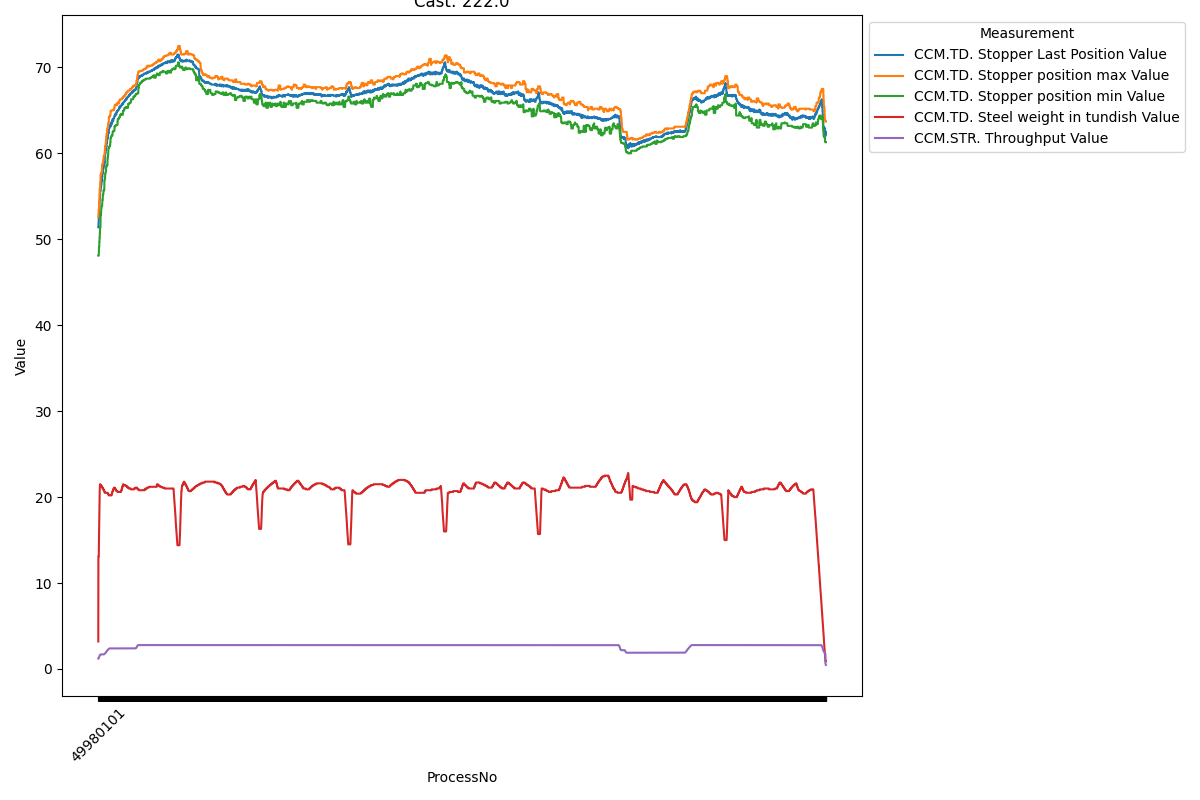 Cast: 222.0
Measurement
CCM.TD. Stopper Last Position Value
CCM.TD. Stopper position max Value
CCM.TD. Stopper position min Value
CCM.TD. Steel weight in tundish Value
CCM.STR. Throughput Value
70
60
50
40
30
20
10
0
Value
49980101
ProcessNo